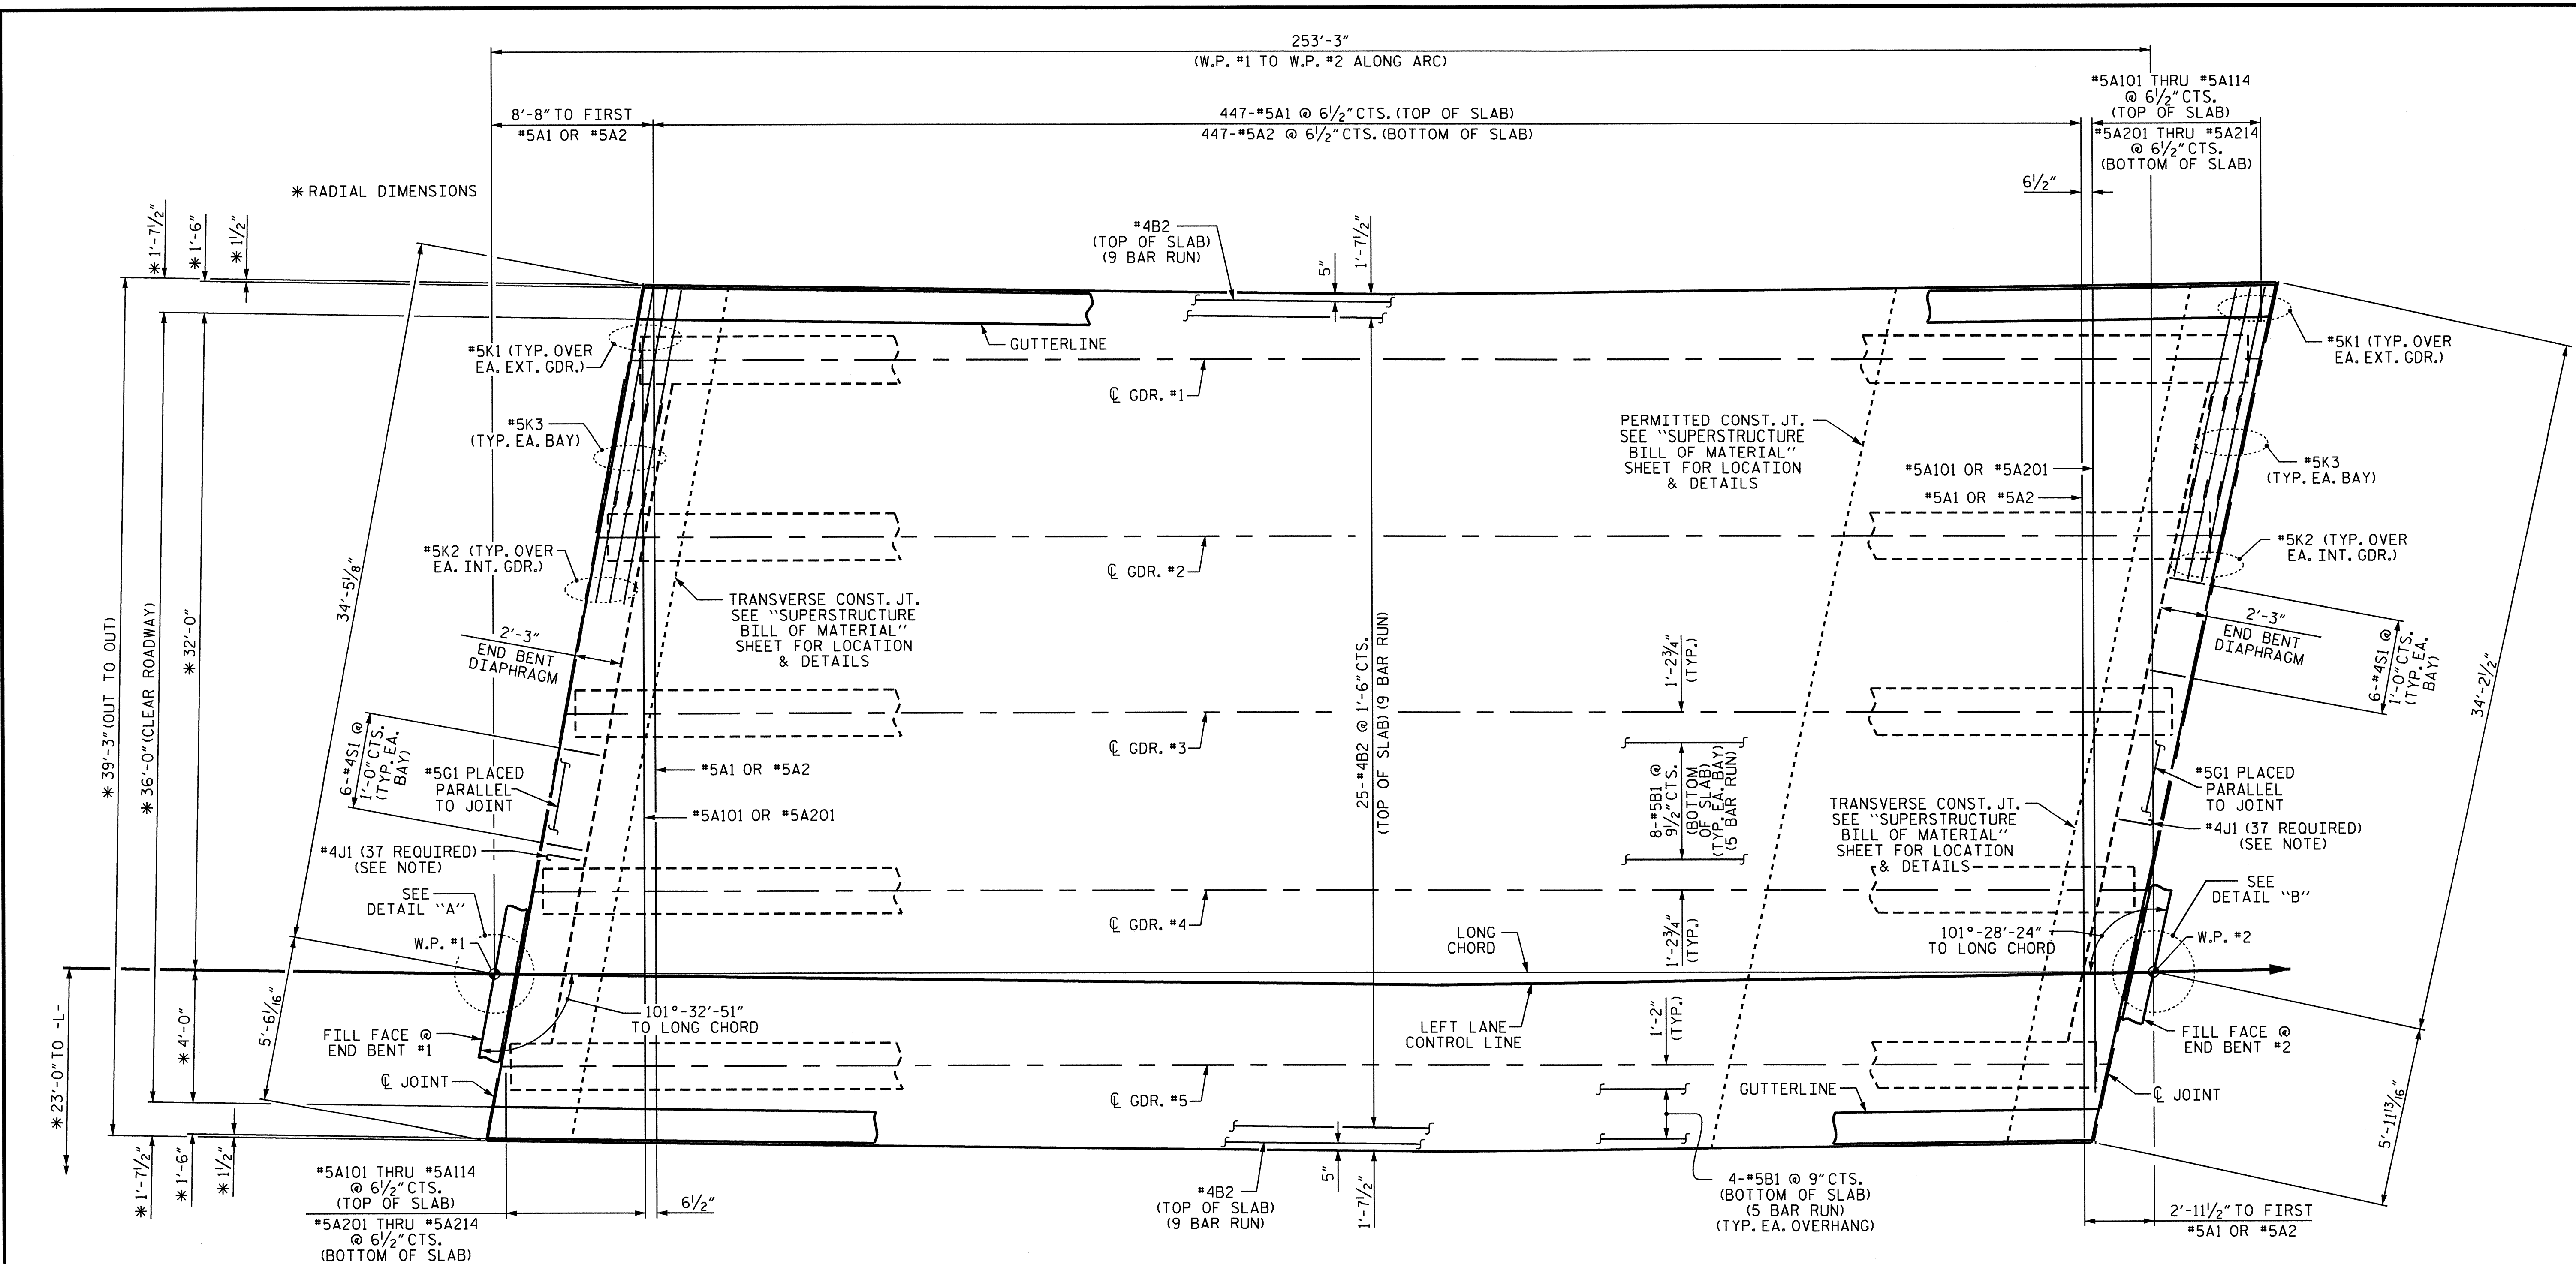 253'-3"
(W.P. #1 TO W.P. #2 ALONG ARC)
8'-8" TO FIRST
#5A1 OR #5A2
447-#5A1 @ 6½" CTS. (TOP OF SLAB)
447-#5A2 @ 6½" CTS. (BOTTOM OF SLAB)
#5A101 THRU #5A114
@ 6½" CTS.
(TOP OF SLAB)
#5A201 THRU #5A214
@ 6½" CTS.
(BOTTOM OF SLAB)
6½"
* RADIAL DIMENSIONS
* 1'-7½"
* 1'-6"
* 1½"
#4B2
(TOP OF SLAB)
(9 BAR RUN)
5"
1'-7½"
GUTTERLINE
#5K1 (TYP. OVER
EA. EXT. GDR.)
#5K1 (TYP. OVER
EA. EXT. GDR.)
℄ GDR. #1
#5K3
(TYP. EA. BAY)
PERMITTED CONST. JT.
SEE "SUPERSTRUCTURE
BILL OF MATERIAL"
SHEET FOR LOCATION
& DETAILS
#5A101 OR #5A201
#5A1 OR #5A2
#5K3
(TYP. EA. BAY)
#5K2 (TYP. OVER
EA. INT. GDR.)
℄ GDR. #2
#5K2 (TYP. OVER
EA. INT. GDR.)
34'-5⅛"
* 39'-3" (OUT TO OUT)
* 36'-0" (CLEAR ROADWAY)
* 32'-0"
TRANSVERSE CONST. JT.
SEE "SUPERSTRUCTURE
BILL OF MATERIAL"
SHEET FOR LOCATION
& DETAILS
2'-3"
END BENT
DIAPHRAGM
2'-3"
END BENT
DIAPHRAGM
6-#4S1 @
1'-0" CTS.
(TYP. EA.
BAY)
34'-2½"
25-#4B2 @ 1'-6" CTS.
(TOP OF SLAB) (9 BAR RUN)
1'-2¾"
(TYP.)
6-#4S1 @
1'-0" CTS.
(TYP. EA.
BAY)
℄ GDR. #3
#5G1 PLACED
PARALLEL
TO JOINT
#5A1 OR #5A2
#5A101 OR #5A201
8-#5B1 @
9½" CTS.
(BOTTOM
OF SLAB)
(TYP. EA. BAY)
(5 BAR RUN)
#5G1 PLACED
PARALLEL
TO JOINT
TRANSVERSE CONST. JT.
SEE "SUPERSTRUCTURE
BILL OF MATERIAL"
SHEET FOR LOCATION
& DETAILS
#4J1 (37 REQUIRED)
(SEE NOTE)
#4J1 (37 REQUIRED)
(SEE NOTE)
SEE
DETAIL "A"
SEE
DETAIL "B"
W.P. #1
℄ GDR. #4
1'-2¾"
(TYP.)
LONG
CHORD
101°-28'-24"
TO LONG CHORD
W.P. #2
* 23'-0" TO -L-
* 4'-0"
5'-6 1/16"
101°-32'-51"
TO LONG CHORD
FILL FACE @
END BENT #1
LEFT LANE
CONTROL LINE
1'-2"
(TYP.)
FILL FACE @
END BENT #2
℄ JOINT
℄ GDR. #5
GUTTERLINE
℄ JOINT
5'-11 13/16"
* 1'-7½"
* 1'-6"
* 1½"
#5A101 THRU #5A114
@ 6½" CTS.
(TOP OF SLAB)
#5A201 THRU #5A214
@ 6½" CTS.
(BOTTOM OF SLAB)
6½"
#4B2
(TOP OF SLAB)
(9 BAR RUN)
5"
1'-7½"
4-#5B1 @ 9" CTS.
(BOTTOM OF SLAB)
(5 BAR RUN)
(TYP. EA. OVERHANG)
2'-11½" TO FIRST
#5A1 OR #5A2